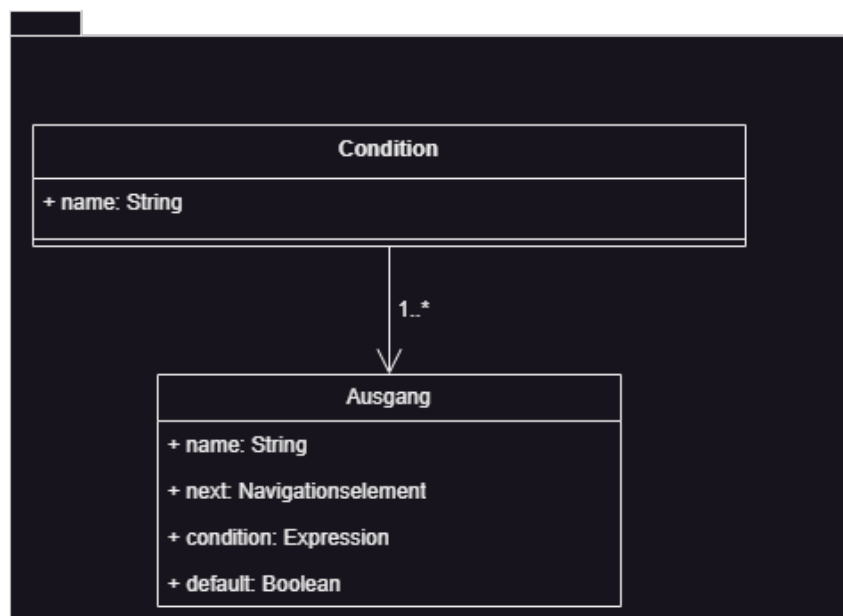 Condition
+ name: String
1..*
Ausgang
+ name: String
+ next: Navigationselement
+ condition: Expression
+ default: Boolean